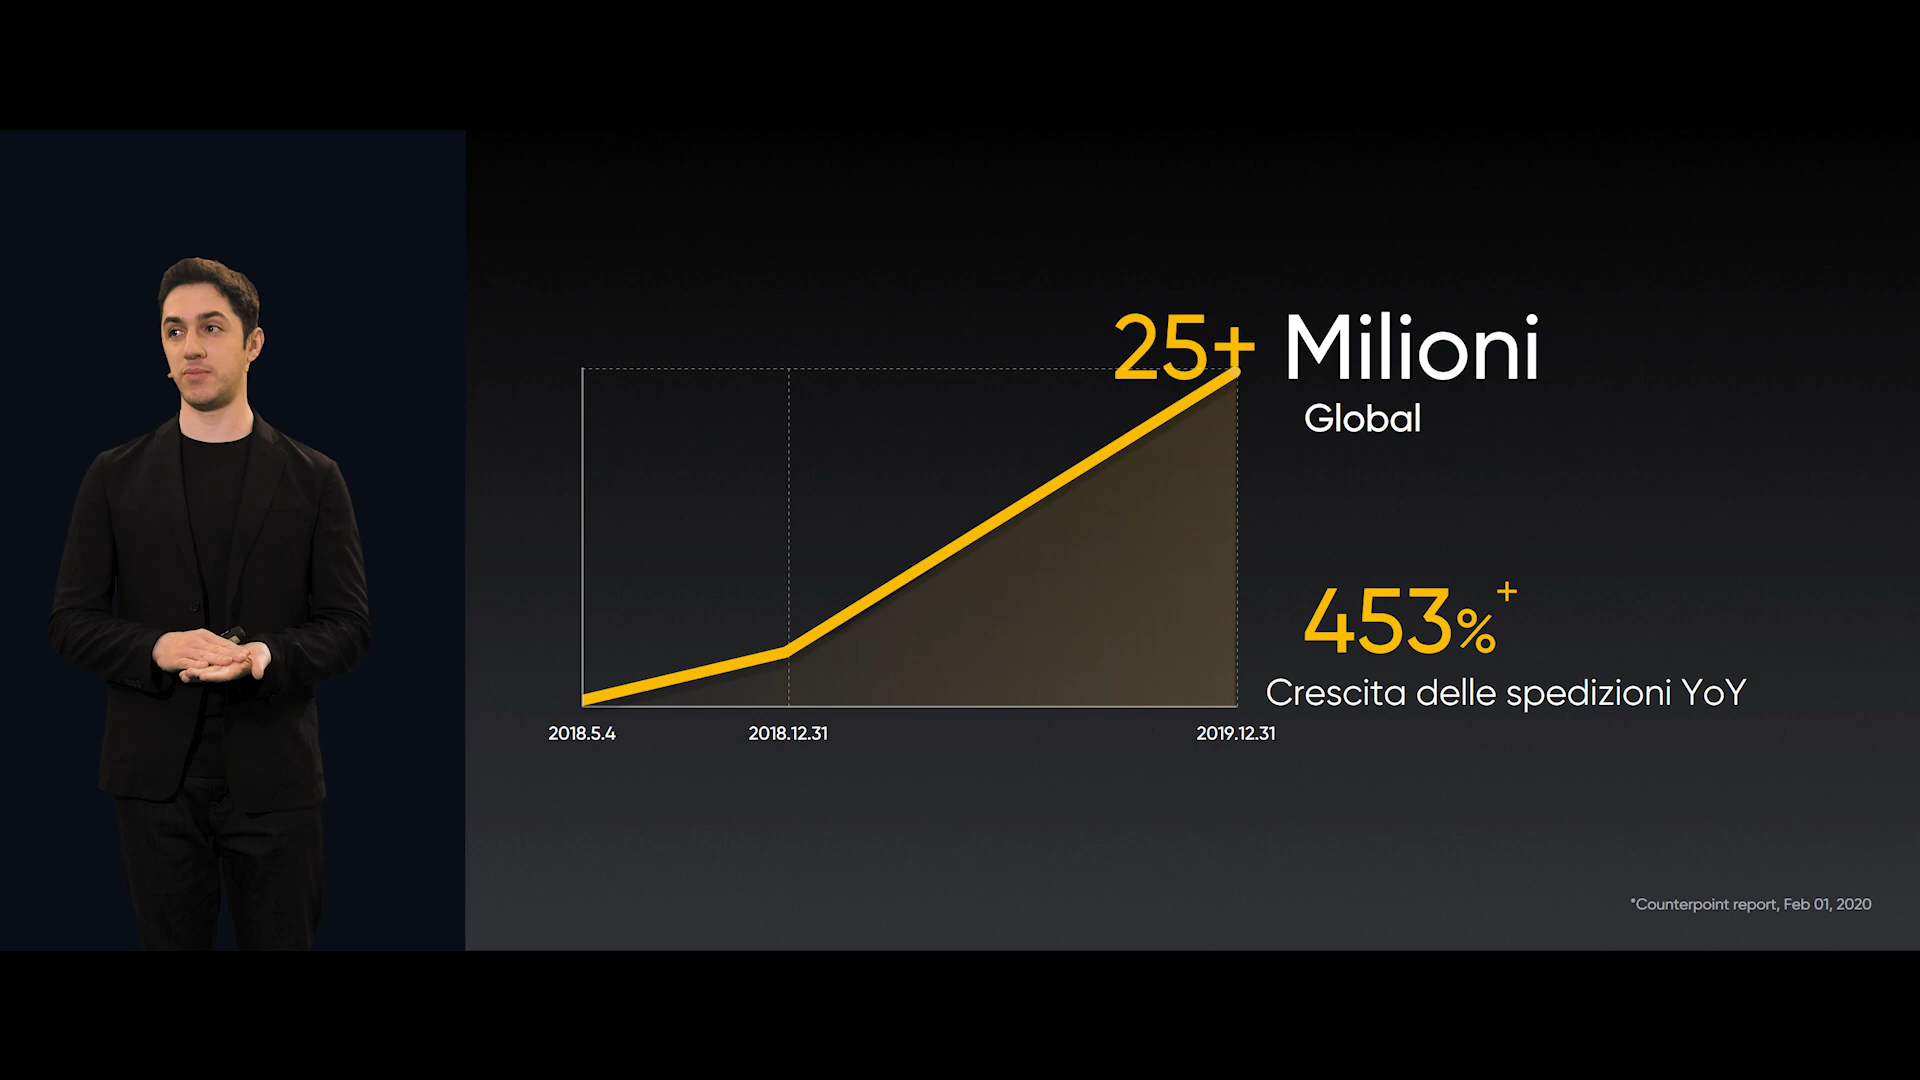 25+ Milioni
Global
453%+
Crescita delle spedizioni YoY
2018.5.4
2018.12.31
2019.12.31
*Counterpoint report, Feb 01, 2020